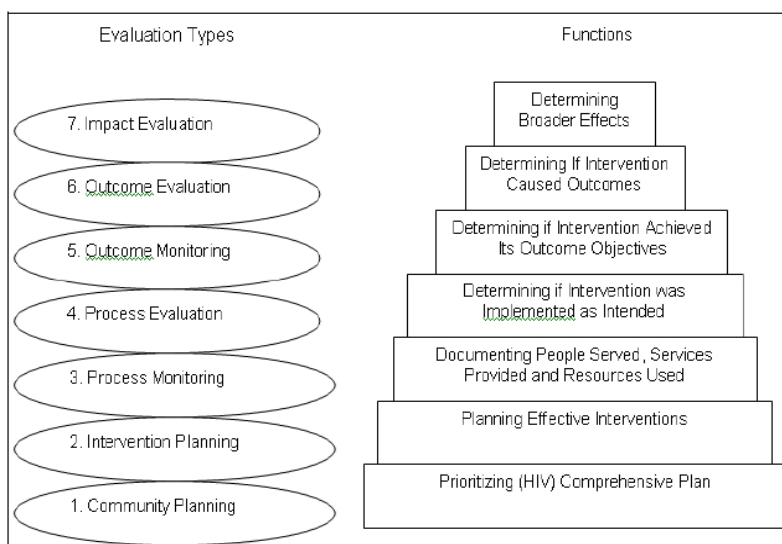 Evaluation Types
Functions
7. Impact Evaluation
Determining
Broader Effects
6. Outcome Evaluation
Determining If Intervention
Caused Outcomes
5. Outcome Monitoring
Determining if Intervention Achieved
Its Outcome Objectives
4. Process Evaluation
Determining if Intervention was
Implemented as Intended
3. Process Monitoring
Documenting People Served, Services
Provided and Resources Used
2. Intervention Planning
Planning Effective Interventions
1. Community Planning
Prioritizing (HIV) Comprehensive Plan